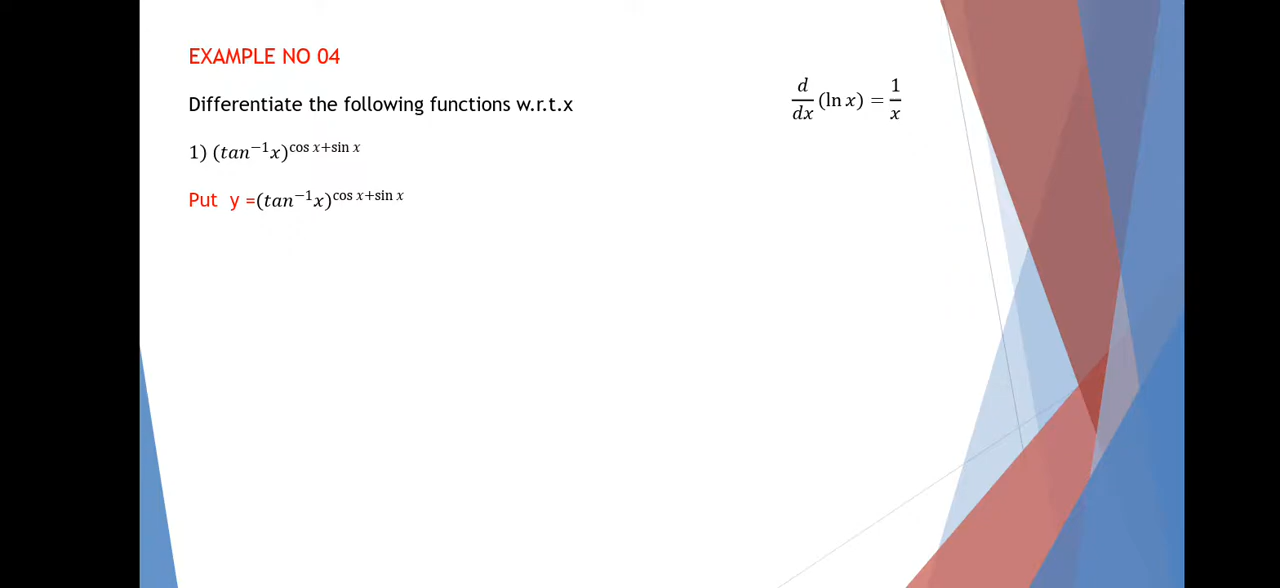 EXAMPLE NO 04
Differentiate the following functions w.r.t.x
d/dx (ln x) = 1/x
1) (tan⁻¹x)^(cos x+sin x)
Put y =(tan⁻¹x)^(cos x+sin x)